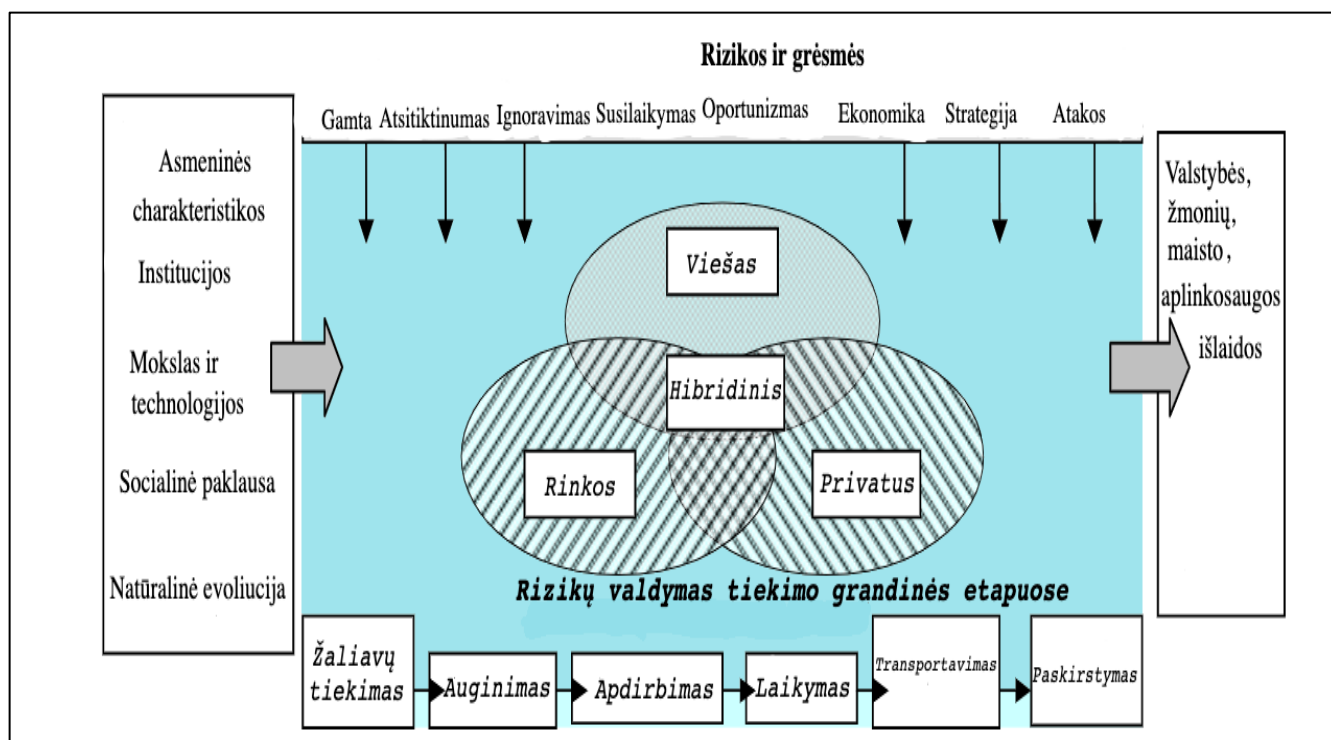 Rizikos ir grėsmės
Gamta Atsitiktinumas Ignoravimas Susilaikymas Oportunizmas Ekonomika Strategija Atakos
Asmeninės
charakteristikos
Institucijos
Mokslas ir
technologijos
Socialinė paklausa
Natūralinė evoliucija
Viešas
Hibridinis
Rinkos
Privatus
Rizikų valdymas tiekimo grandinės etapuose
Žaliavų
tiekimas
Auginimas
Apdirbimas
Laikymas
Transportavimas
Paskirstymas
Valstybės,
žmonių,
maisto,
aplinkosaugos
išlaidos